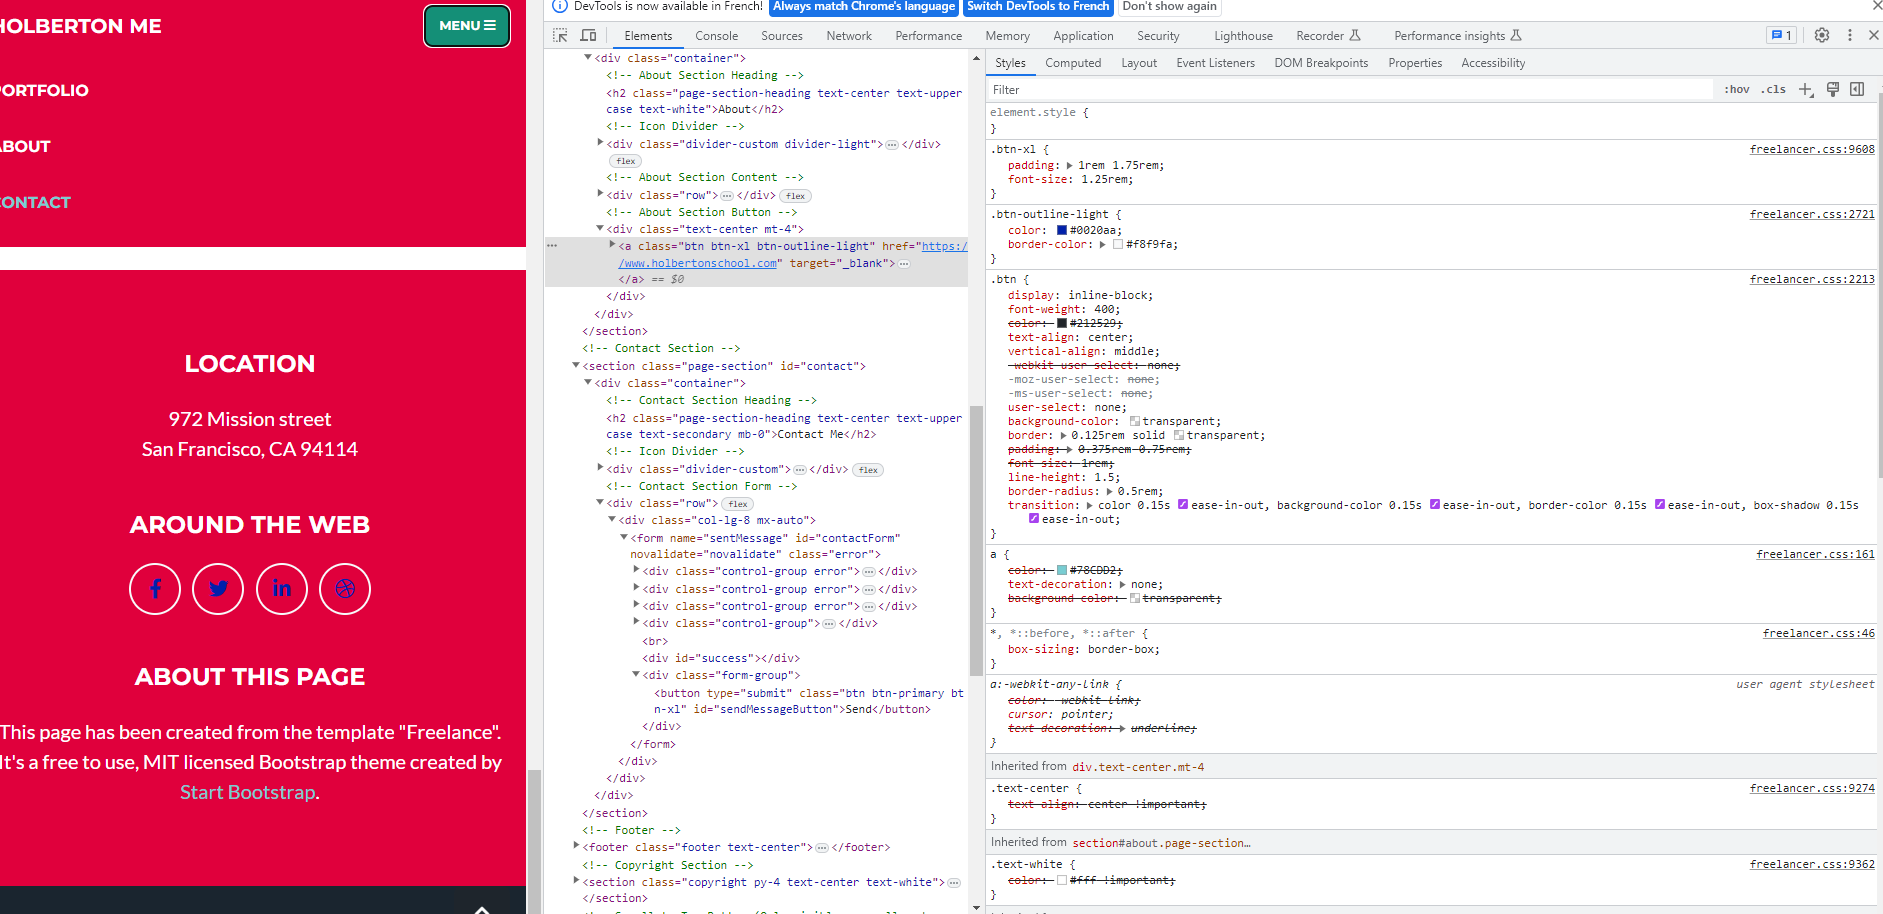 HOLBERTON ME
MENU
PORTFOLIO
ABOUT
CONTACT
LOCATION
972 Mission street
San Francisco, CA 94114
AROUND THE WEB
ABOUT THIS PAGE
This page has been created from the template "Freelance".
It's a free to use, MIT licensed Bootstrap theme created by
Start Bootstrap.
DevTools is now available in French! Always match Chrome's language Switch DevTools to French Don't show again
Elements Console Sources Network Performance Memory Application Security Lighthouse Recorder Performance insights 1
<div class="container">
<!-- About Section Heading -->
<h2 class="page-section-heading text-center text-upper
case text-white">About</h2>
<!-- Icon Divider -->
<div class="divider-custom divider-light">…</div>
flex
<!-- About Section Content -->
<div class="row">…</div> flex
<!-- About Section Button -->
<div class="text-center mt-4">
<a class="btn btn-xl btn-outline-light" href="https:/
/www.holbertonschool.com" target="_blank">…
</a> == $0
</div>
</div>
</section>
<!-- Contact Section -->
<section class="page-section" id="contact">
<div class="container">
<!-- Contact Section Heading -->
<h2 class="page-section-heading text-center text-upper
case text-secondary mb-0">Contact Me</h2>
<!-- Icon Divider -->
<div class="divider-custom">…</div> flex
<!-- Contact Section Form -->
<div class="row"> flex
<div class="col-lg-8 mx-auto">
<form name="sentMessage" id="contactForm"
novalidate="novalidate" class="error">
<div class="control-group error">…</div>
<div class="control-group error">…</div>
<div class="control-group error">…</div>
<div class="control-group">…</div>
<br>
<div id="success"></div>
<div class="form-group">
<button type="submit" class="btn btn-primary bt
n-xl" id="sendMessageButton">Send</button>
</div>
</form>
</div>
</div>
</div>
</section>
<!-- Footer -->
<footer class="footer text-center">…</footer>
<!-- Copyright Section -->
<section class="copyright py-4 text-center text-white">…
</section>
Styles Computed Layout Event Listeners DOM Breakpoints Properties Accessibility
Filter :hov .cls
element.style {
}
.btn-xl { freelancer.css:9608
padding: 1rem 1.75rem;
font-size: 1.25rem;
}
.btn-outline-light { freelancer.css:2721
color: #0020aa;
border-color: #f8f9fa;
}
.btn { freelancer.css:2213
display: inline-block;
font-weight: 400;
color: #212529;
text-align: center;
vertical-align: middle;
-webkit-user-select: none;
-moz-user-select: none;
-ms-user-select: none;
user-select: none;
background-color: transparent;
border: 0.125rem solid transparent;
padding: 0.375rem 0.75rem;
font-size: 1rem;
line-height: 1.5;
border-radius: 0.5rem;
transition: color 0.15s ease-in-out, background-color 0.15s ease-in-out, border-color 0.15s ease-in-out, box-shadow 0.15s
ease-in-out;
}
a { freelancer.css:161
color: #78CDD2;
text-decoration: none;
background-color: transparent;
}
*, *::before, *::after { freelancer.css:46
box-sizing: border-box;
}
a:-webkit-any-link { user agent stylesheet
color: -webkit-link;
cursor: pointer;
text-decoration: underline;
}
Inherited from div.text-center.mt-4
.text-center { freelancer.css:9274
text-align: center !important;
}
Inherited from section#about.page-section…
.text-white { freelancer.css:9362
color: #fff !important;
}